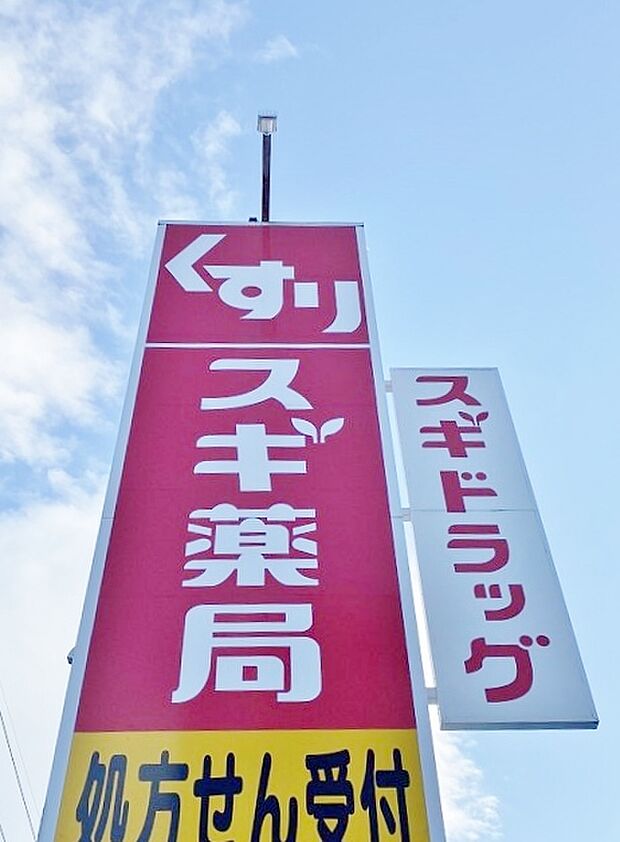 くすり
スギ薬局
処方せん受付
スギドラッグ